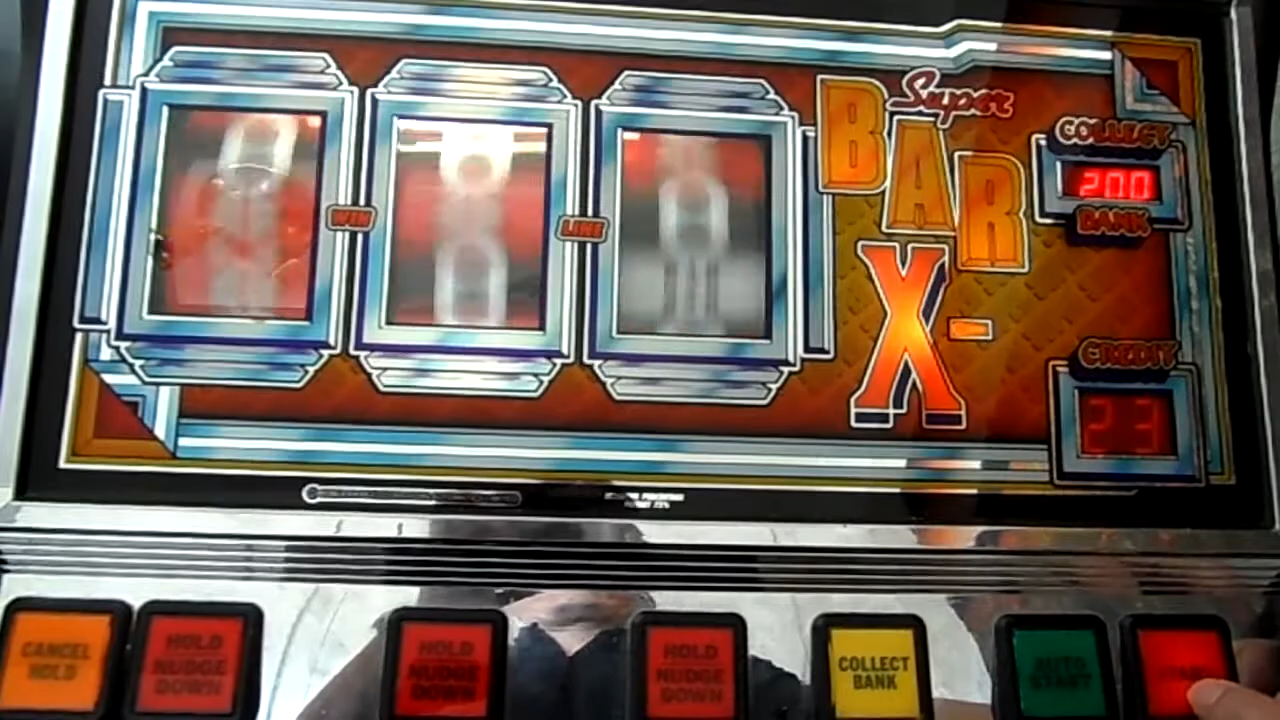 Super
BAR
X-
COLLECT
200
BANK
WIN
LINE
CREDIT
23
CANCEL
HOLD
HOLD
NUDGE
DOWN
HOLD
NUDGE
DOWN
HOLD
NUDGE
DOWN
COLLECT
BANK
AUTO
START